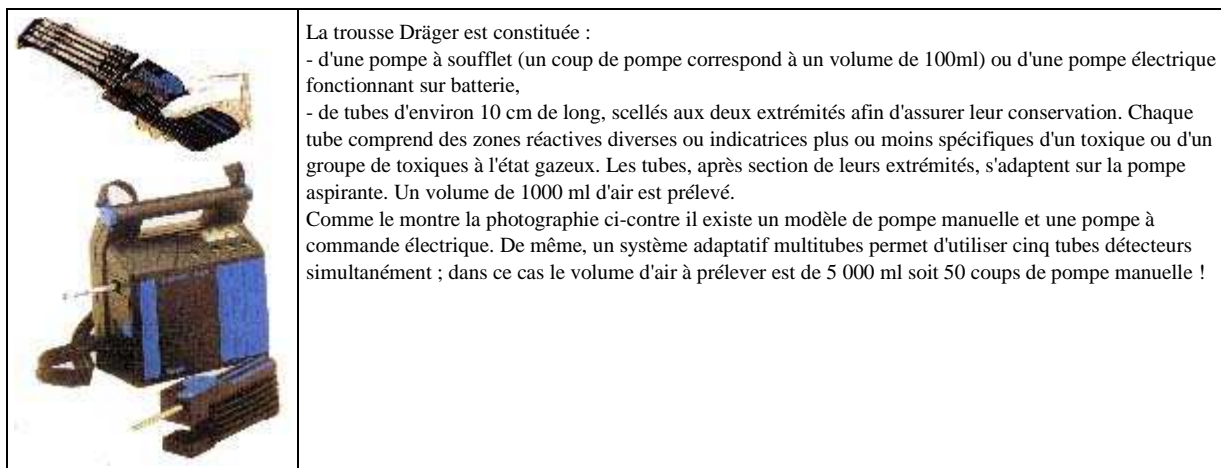 La trousse Dräger est constituée :
- d'une pompe à soufflet (un coup de pompe correspond à un volume de 100ml) ou d'une pompe électrique
fonctionnant sur batterie,
- de tubes d'environ 10 cm de long, scellés aux deux extrémités afin d'assurer leur conservation. Chaque
tube comprend des zones réactives diverses ou indicatrices plus ou moins spécifiques d'un toxique ou d'un
groupe de toxiques à l'état gazeux. Les tubes, après section de leurs extrémités, s'adaptent sur la pompe
aspirante. Un volume de 1000 ml d'air est prélevé.
Comme le montre la photographie ci-contre il existe un modèle de pompe manuelle et une pompe à
commande électrique. De même, un système adaptatif multitubes permet d'utiliser cinq tubes détecteurs
simultanément ; dans ce cas le volume d'air à prélever est de 5 000 ml soit 50 coups de pompe manuelle !